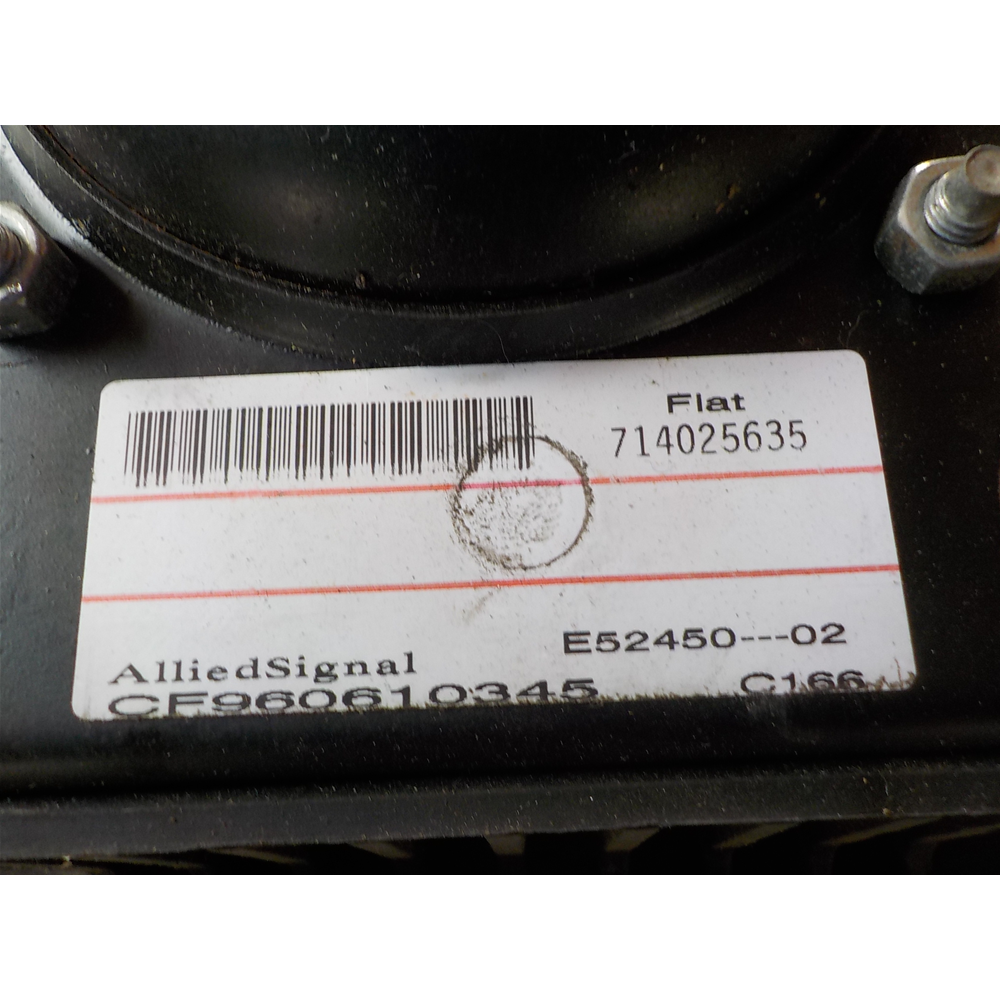 Fiat
714025635
E52450---02
AlliedSignal
CF960610345 C166